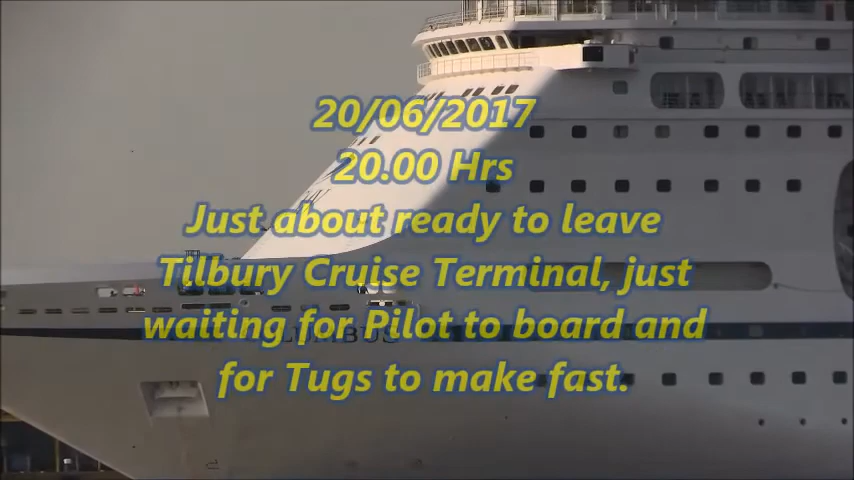 20/06/2017
20.00 Hrs
Just about ready to leave
Tilbury Cruise Terminal, just
waiting for Pilot to board and
for Tugs to make fast.